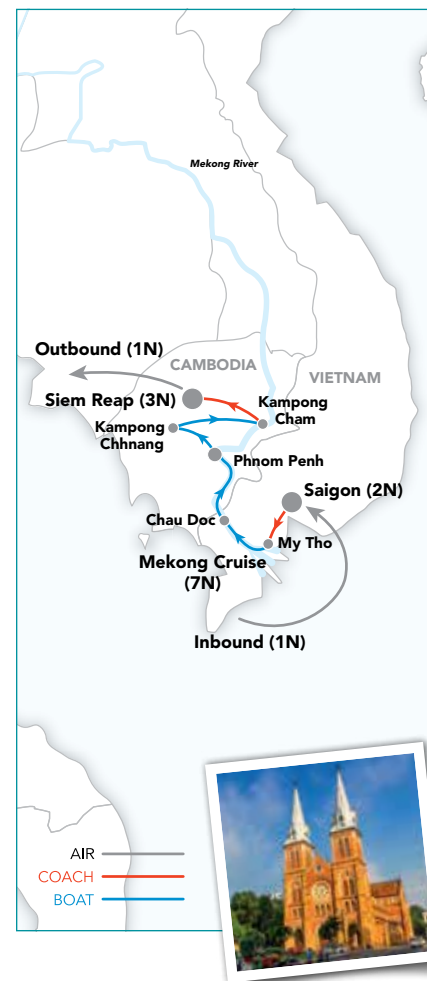 Mekong River
Outbound (1N)
CAMBODIA
VIETNAM
Siem Reap (3N)
Kampong
Cham
Kampong
Chhnang
Phnom Penh
Saigon (2N)
Chau Doc
My Tho
Mekong Cruise
(7N)
Inbound (1N)
AIR
COACH
BOAT